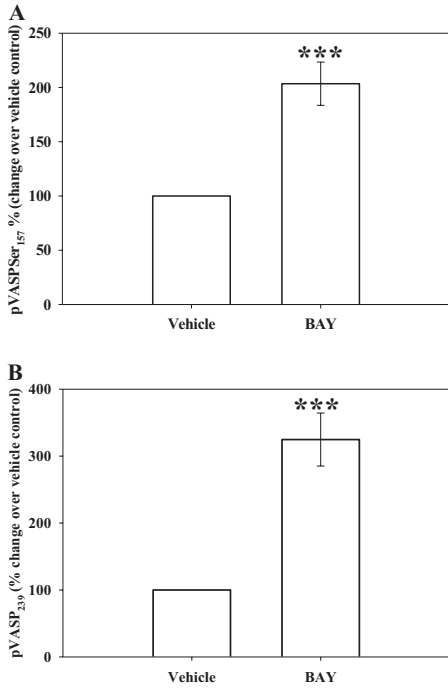 A
pVASPSer157 % (change over vehicle control)
250
200
150
100
50
0
***
Vehicle
BAY
B
pVASP239 (% change over vehicle control)
400
300
200
100
0
***
Vehicle
BAY